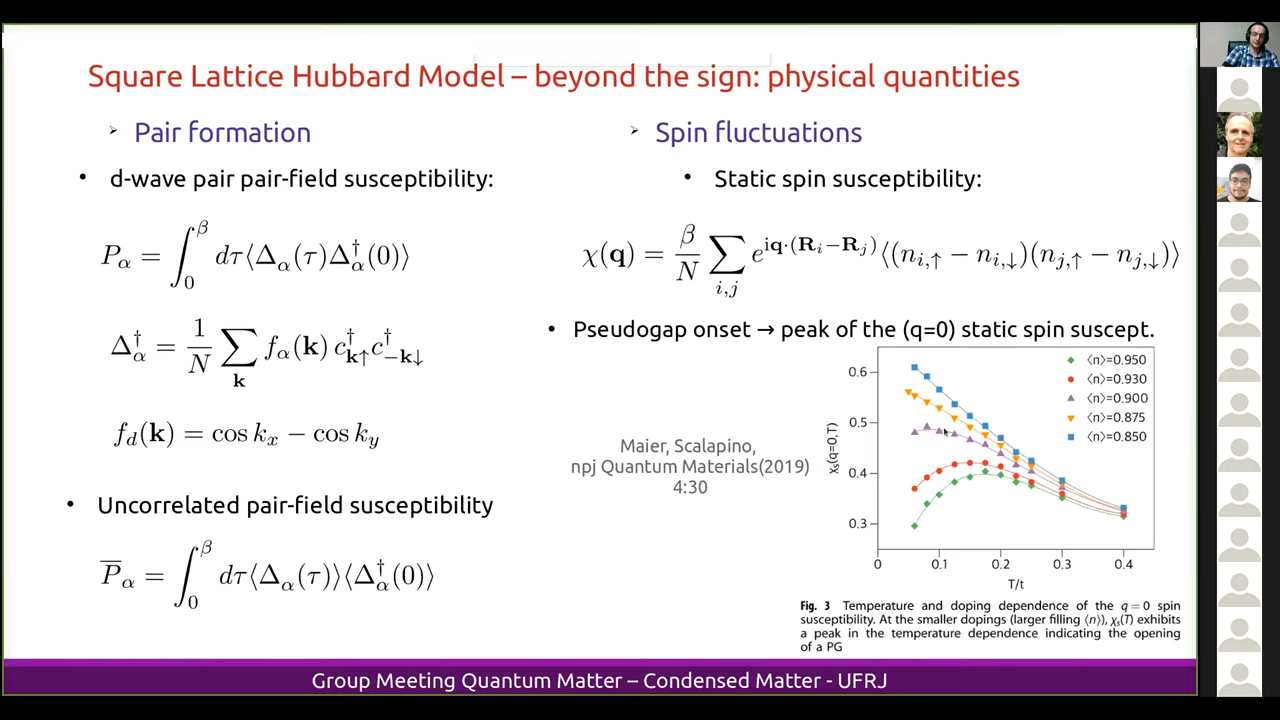 Square Lattice Hubbard Model – beyond the sign: physical quantities
➢ Pair formation
• d-wave pair pair-field susceptibility:
P_α = ∫_0^β dτ⟨Δ_α(τ)Δ_α^†(0)⟩
Δ_α^† = 1/N ∑_k f_α(k) c^†_{k↑}c^†_{−k↓}
f_d(k) = cos k_x − cos k_y
• Uncorrelated pair-field susceptibility
P̅_α = ∫_0^β dτ⟨Δ_α(τ)⟩⟨Δ_α^†(0)⟩
➢ Spin fluctuations
• Static spin susceptibility:
χ(q) = β/N ∑_{i,j} e^{iq·(R_i−R_j)}⟨(n_{i,↑} − n_{i,↓})(n_{j,↑} − n_{j,↓})⟩
• Pseudogap onset → peak of the (q=0) static spin suscept.
Maier, Scalapino,
npj Quantum Materials(2019)
4:30
⟨n⟩=0.950
⟨n⟩=0.930
⟨n⟩=0.900
⟨n⟩=0.875
⟨n⟩=0.850
χs(q=0,T)
0.6
0.5
0.4
0.3
0 0.1 0.2 0.3 0.4
T/t
Fig. 3 Temperature and doping dependence of the q = 0 spin
susceptibility. At the smaller dopings (larger filling ⟨n⟩), χs(T) exhibits
a peak in the temperature dependence indicating the opening
of a PG
Group Meeting Quantum Matter – Condensed Matter - UFRJ